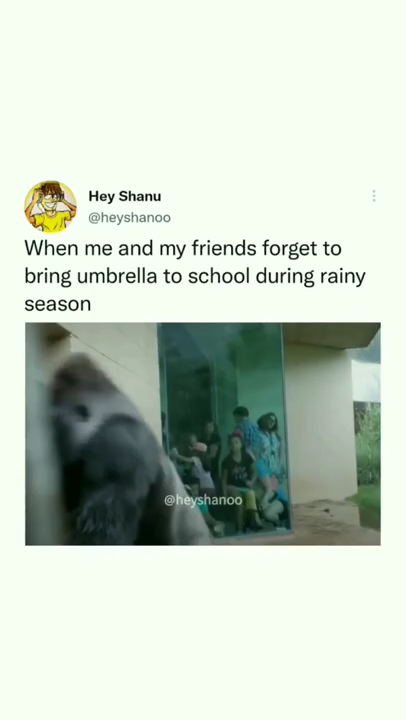 Hey Shanu
@heyshanoo
When me and my friends forget to
bring umbrella to school during rainy
season
@heyshanoo